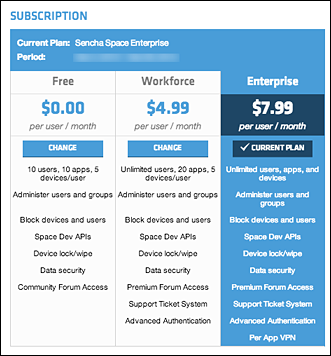 SUBSCRIPTION
Current Plan: Sencha Space Enterprise
Period:
Free
$0.00
per user / month
CHANGE
10 users, 10 apps, 5
devices/user
Administer users and groups
Block devices and users
Space Dev APIs
Device lock/wipe
Data security
Community Forum Access
Workforce
$4.99
per user / month
CHANGE
Unlimited users, 20 apps, 5
devices/user
Administer users and groups
Block devices and users
Space Dev APIs
Device lock/wipe
Data security
Premium Forum Access
Support Ticket System
Advanced Authentication
Enterprise
$7.99
per user / month
✓ CURRENT PLAN
Unlimited users, apps, and
devices
Administer users and
groups
Block devices and users
Space Dev APIs
Device lock/wipe
Data security
Premium Forum Access
Support Ticket System
Advanced Authentication
Per App VPN